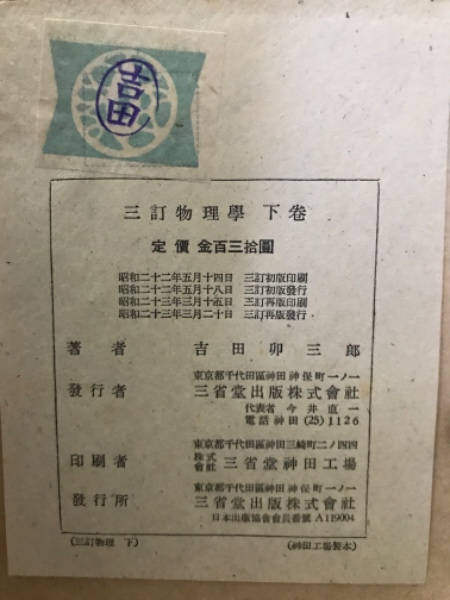 吉田
三訂物理學 下卷
定價 金百三拾圓
昭和二十二年五月十四日 三訂初版印刷
昭和二十二年五月十八日 三訂初版發行
昭和二十三年三月十五日 三訂再版印刷
昭和二十三年三月二十日 三訂再版發行
著者 吉田卯三郎
東京都千代田區神田神保町一ノ一
發行者 三省堂出版株式會社
代表者 今井直一
電話神田(25)1126
東京都千代田區神田三崎町二ノ四四
印刷者 株式會社 三省堂神田工場
東京都千代田區神田神保町一ノ一
發行所 三省堂出版株式會社
日本出版協會會員番號 A119004
(三訂物理 下) (神田工場製本)